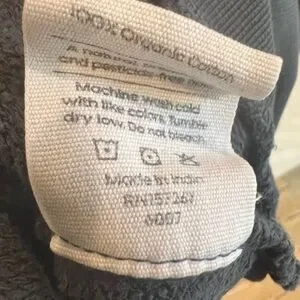 100% Organic Cotton
A natural,
and pesticide-free
Machine wash cold
with like colors. Tumble
dry low. Do not bleach.
Made in India